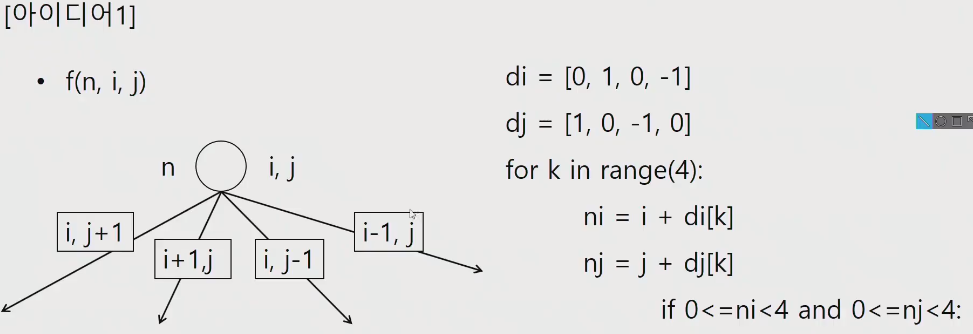 [아이디어1]
• f(n, i, j)
n
i, j
i, j+1
i+1,j
i, j-1
i-1, j
di = [0, 1, 0, -1]
dj = [1, 0, -1, 0]
for k in range(4):
ni = i + di[k]
nj = j + dj[k]
if 0<=ni<4 and 0<=nj<4: